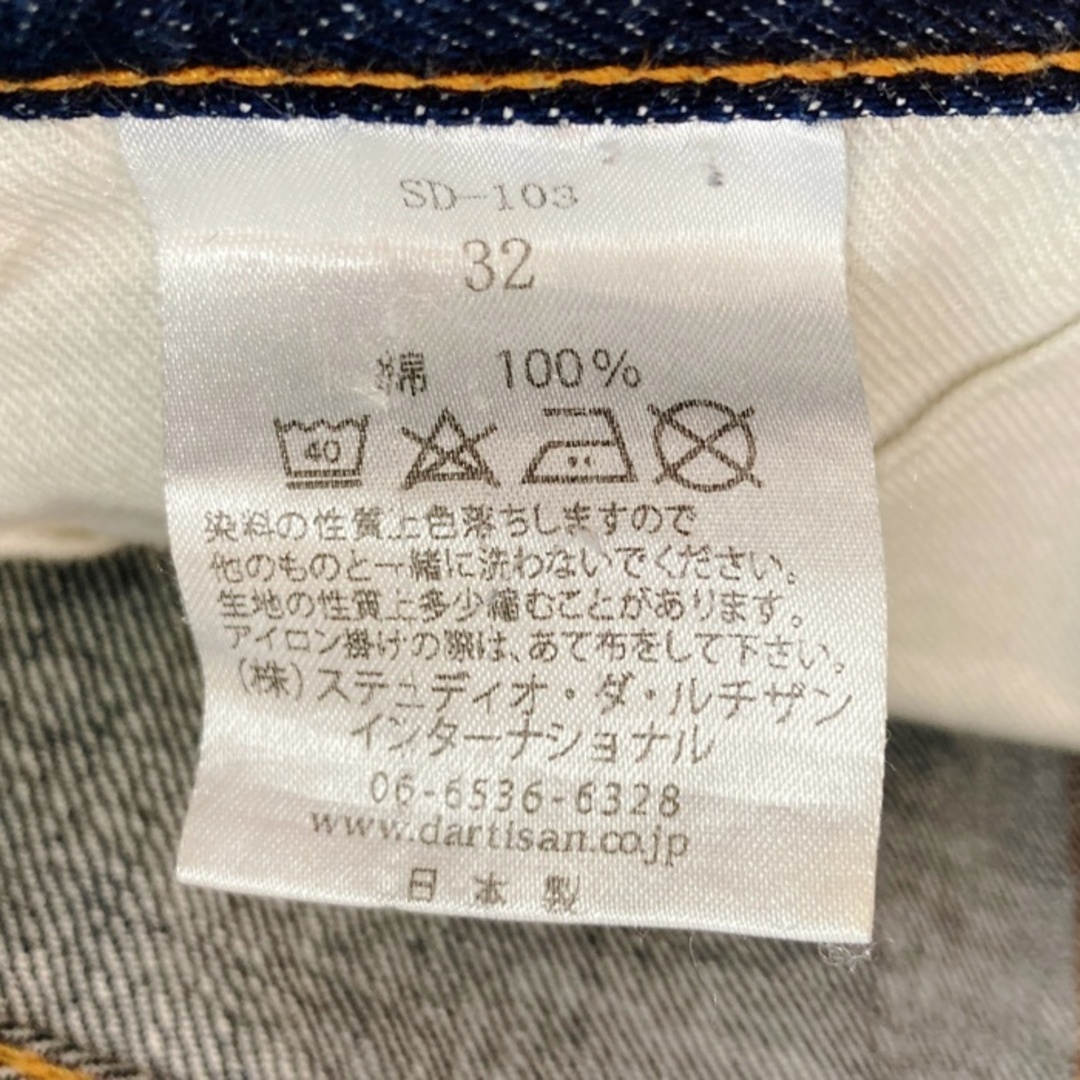 SD-103
32
綿 100%
40
染料の性質上色落ちしますので
他のものと一緒に洗わないでください。
生地の性質上多少縮むことがあります。
アイロン掛けの際は、あて布をして下さい。
(株)ステュディオ・ダ・ルチザン
インターナショナル
06-6536-6328
www.dartisan.co.jp
日本製